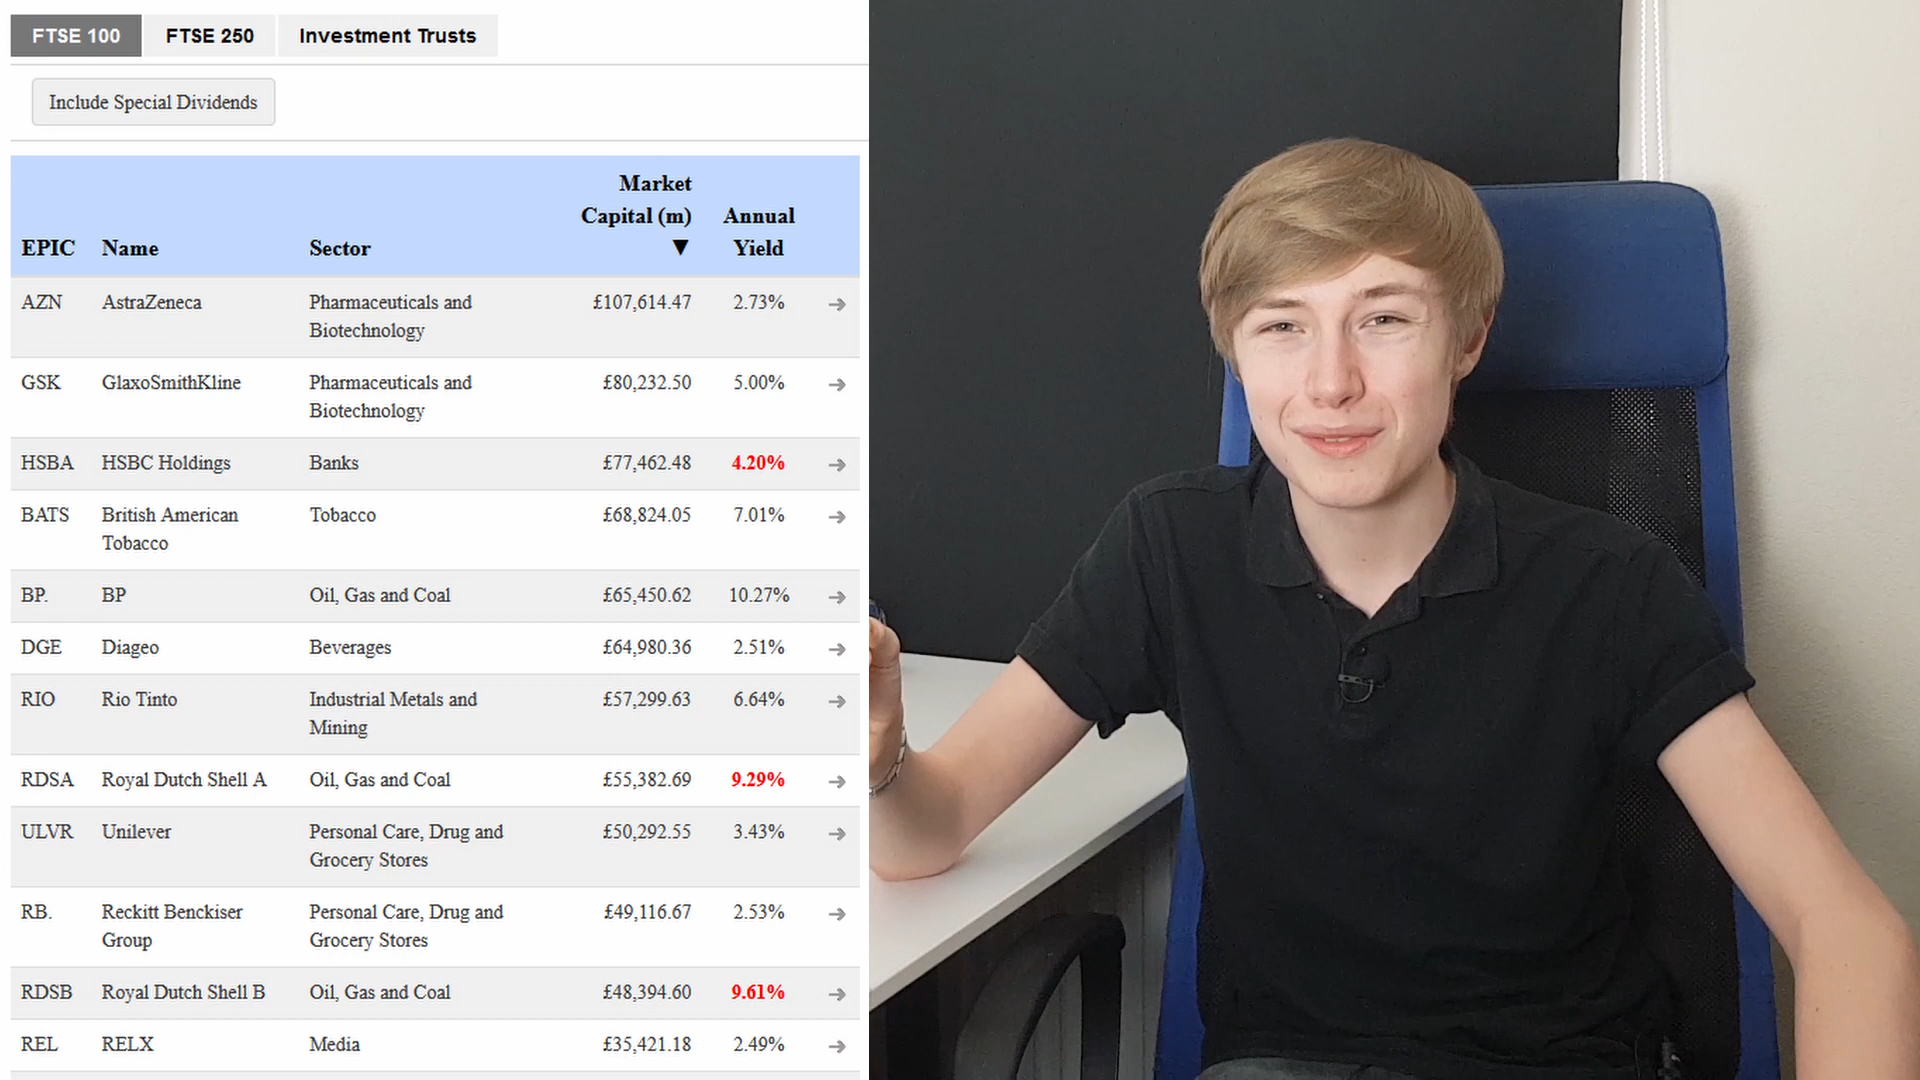 FTSE 100 FTSE 250 Investment Trusts
Include Special Dividends
Market
Capital (m) Annual
EPIC Name Sector ▼ Yield
AZN AstraZeneca Pharmaceuticals and £107,614.47 2.73% →
Biotechnology
GSK GlaxoSmithKline Pharmaceuticals and £80,232.50 5.00% →
Biotechnology
HSBA HSBC Holdings Banks £77,462.48 4.20% →
BATS British American Tobacco £68,824.05 7.01% →
Tobacco
BP. BP Oil, Gas and Coal £65,450.62 10.27% →
DGE Diageo Beverages £64,980.36 2.51% →
RIO Rio Tinto Industrial Metals and £57,299.63 6.64% →
Mining
RDSA Royal Dutch Shell A Oil, Gas and Coal £55,382.69 9.29% →
ULVR Unilever Personal Care, Drug and £50,292.55 3.43% →
Grocery Stores
RB. Reckitt Benckiser Personal Care, Drug and £49,116.67 2.53% →
Group Grocery Stores
RDSB Royal Dutch Shell B Oil, Gas and Coal £48,394.60 9.61% →
REL RELX Media £35,421.18 2.49% →